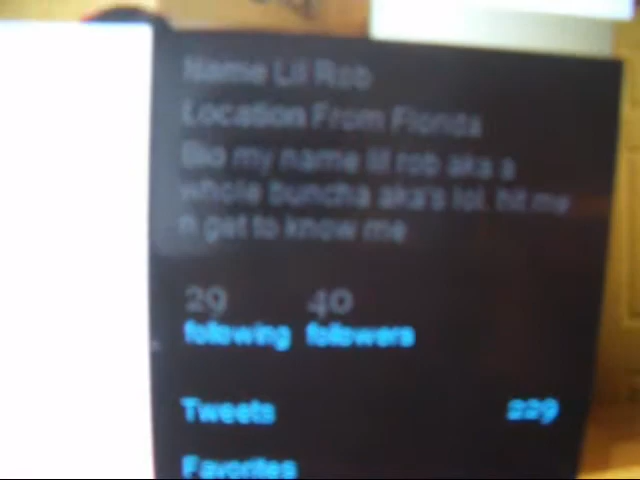 Name Lil Rob
Location From Florida
Bio my name lil rob aka a
whole buncha aka's lol. hit me
n get to know me
29 40
following followers
Tweets 229
Favorites